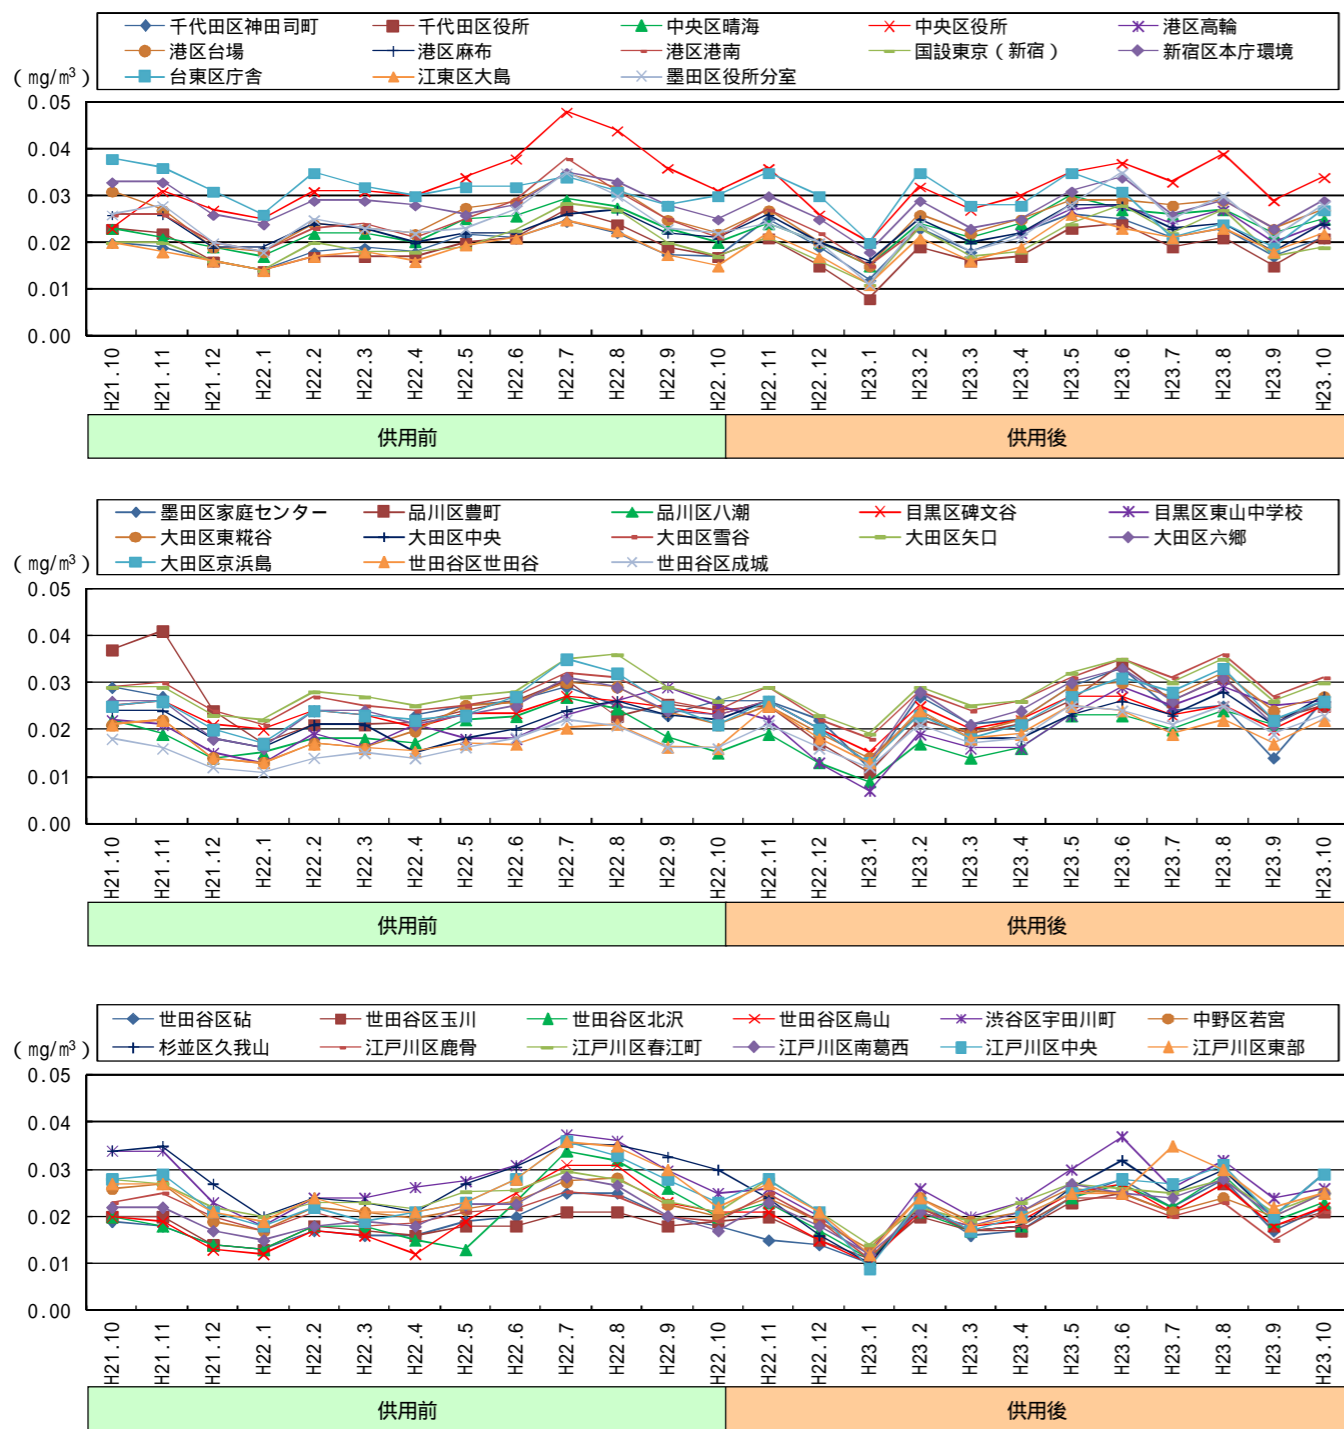 千代田区神田司町 千代田区役所 中央区晴海 中央区役所 港区高輪
港区台場 港区麻布 港区港南 国設東京(新宿) 新宿区本庁環境
台東区庁舎 江東区大島 墨田区役所分室
(mg/m³)
0.05
0.04
0.03
0.02
0.01
0.00
H21.10 H21.11 H21.12 H22.1 H22.2 H22.3 H22.4 H22.5 H22.6 H22.7 H22.8 H22.9 H22.10 H22.11 H22.12 H23.1 H23.2 H23.3 H23.4 H23.5 H23.6 H23.7 H23.8 H23.9 H23.10
供用前 供用後
墨田区家庭センター 品川区豊町 品川区八潮 目黒区碑文谷 目黒区東山中学校
大田区東糀谷 大田区中央 大田区雪谷 大田区矢口 大田区六郷
大田区京浜島 世田谷区世田谷 世田谷区成城
(mg/m³)
0.05
0.04
0.03
0.02
0.01
0.00
H21.10 H21.11 H21.12 H22.1 H22.2 H22.3 H22.4 H22.5 H22.6 H22.7 H22.8 H22.9 H22.10 H22.11 H22.12 H23.1 H23.2 H23.3 H23.4 H23.5 H23.6 H23.7 H23.8 H23.9 H23.10
供用前 供用後
世田谷区砧 世田谷区玉川 世田谷区北沢 世田谷区烏山 渋谷区宇田川町 中野区若宮
杉並区久我山 江戸川区鹿骨 江戸川区春江町 江戸川区南葛西 江戸川区中央 江戸川区東部
(mg/m³)
0.05
0.04
0.03
0.02
0.01
0.00
H21.10 H21.11 H21.12 H22.1 H22.2 H22.3 H22.4 H22.5 H22.6 H22.7 H22.8 H22.9 H22.10 H22.11 H22.12 H23.1 H23.2 H23.3 H23.4 H23.5 H23.6 H23.7 H23.8 H23.9 H23.10
供用前 供用後